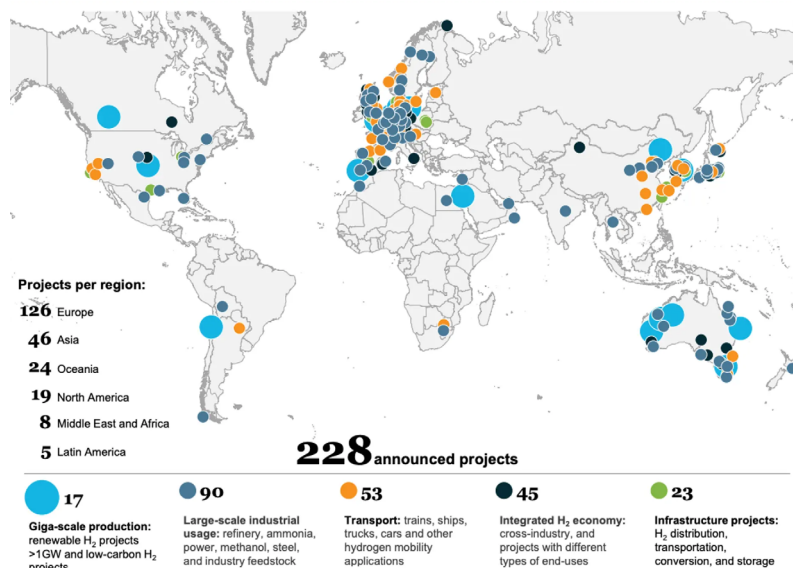 Projects per region:
126 Europe
46 Asia
24 Oceania
19 North America
8 Middle East and Africa
5 Latin America
228 announced projects
17
Giga-scale production:
renewable H₂ projects
>1GW and low-carbon H₂
projects
90
Large-scale industrial
usage: refinery, ammonia,
power, methanol, steel,
and industry feedstock
53
Transport: trains, ships,
trucks, cars and other
hydrogen mobility
applications
45
Integrated H₂ economy:
cross-industry, and
projects with different
types of end-uses
23
Infrastructure projects:
H₂ distribution,
transportation,
conversion, and storage